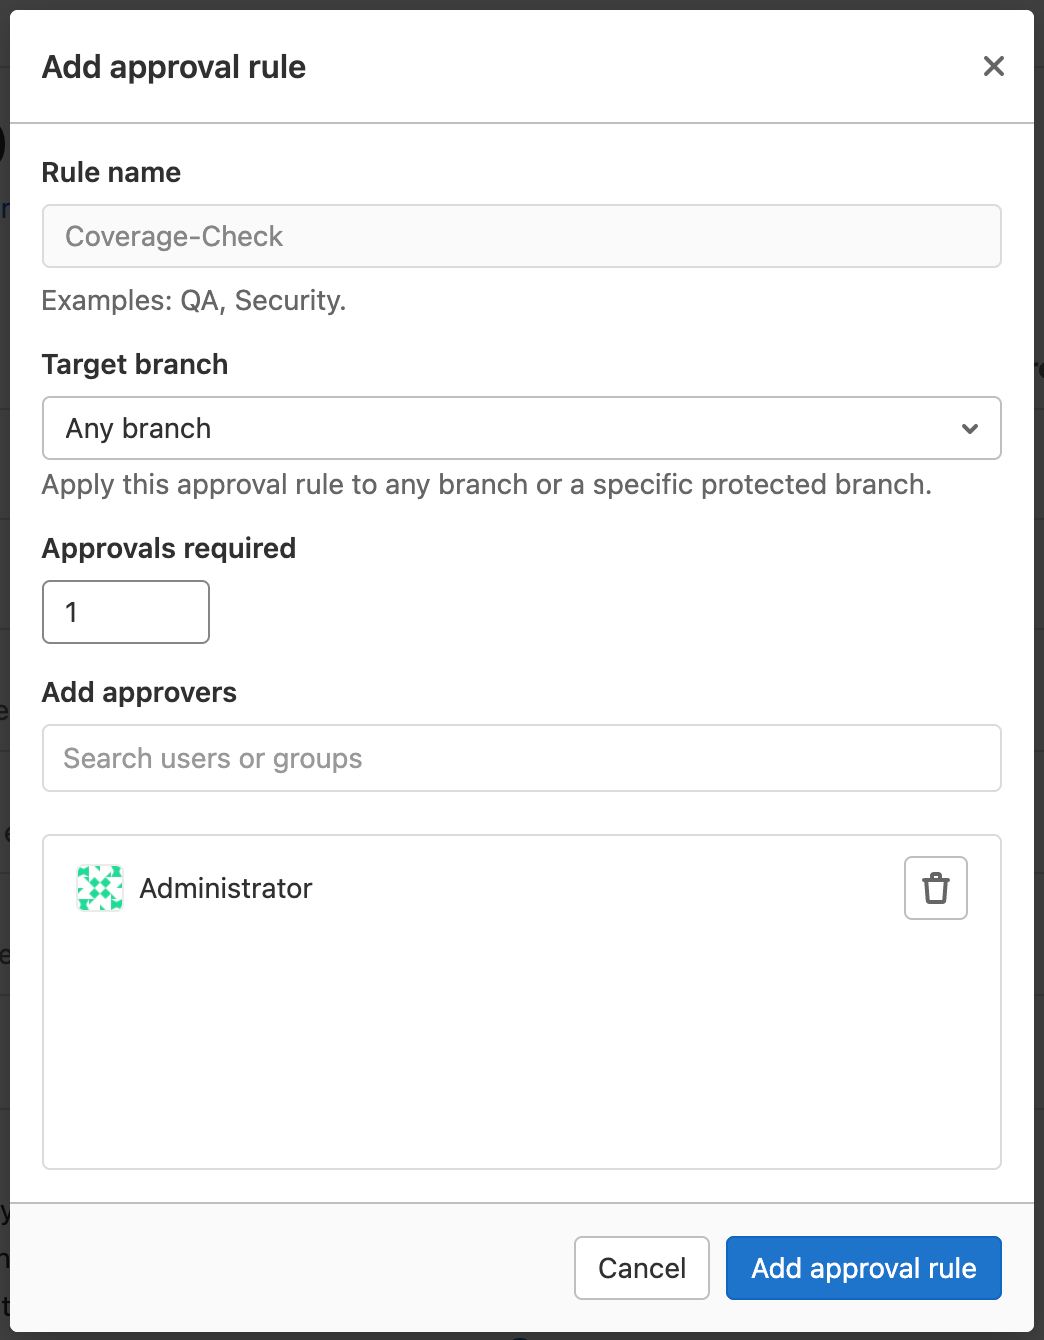 Add approval rule
Rule name
Coverage-Check
Examples: QA, Security.
Target branch
Any branch
Apply this approval rule to any branch or a specific protected branch.
Approvals required
1
Add approvers
Search users or groups
Administrator
Cancel
Add approval rule